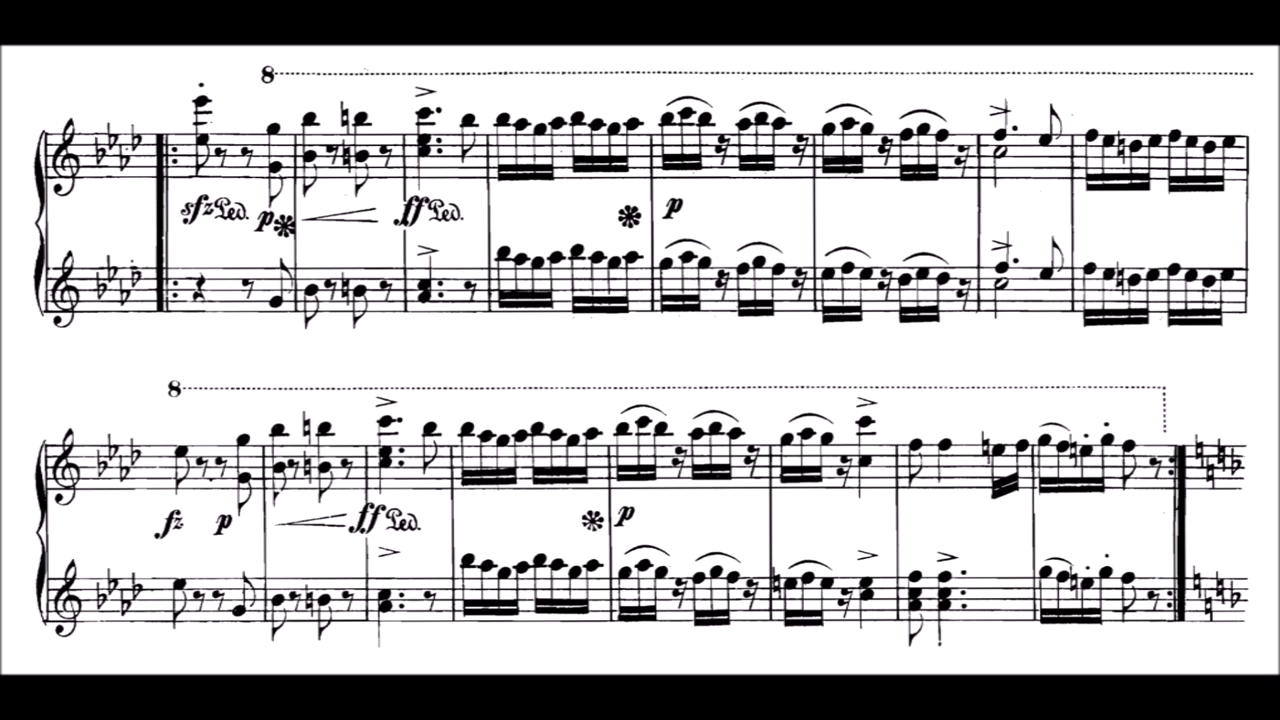 8
sfz Ped. p * ff Ped. * p
8
fz p ff Ped. * p